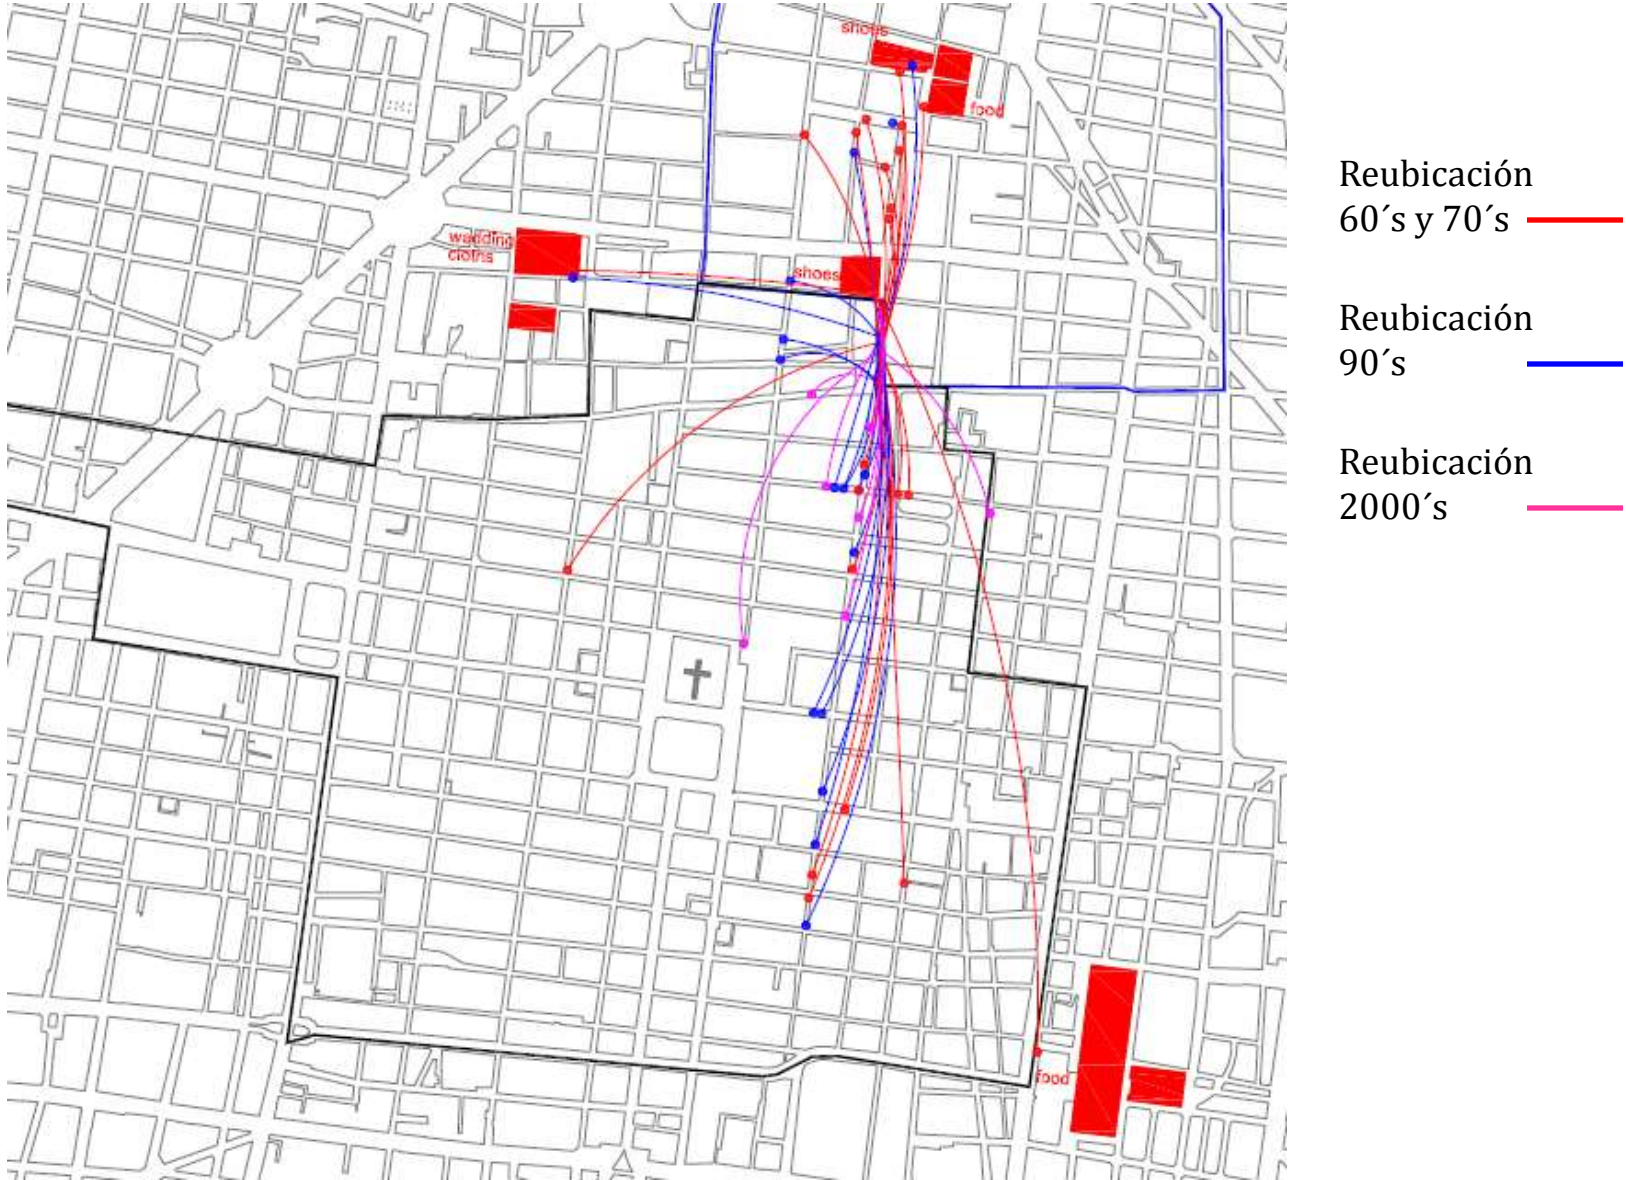 shoes
food
wedding
cloths
shoes
food
Reubicación
60´s y 70´s
Reubicación
90´s
Reubicación
2000´s